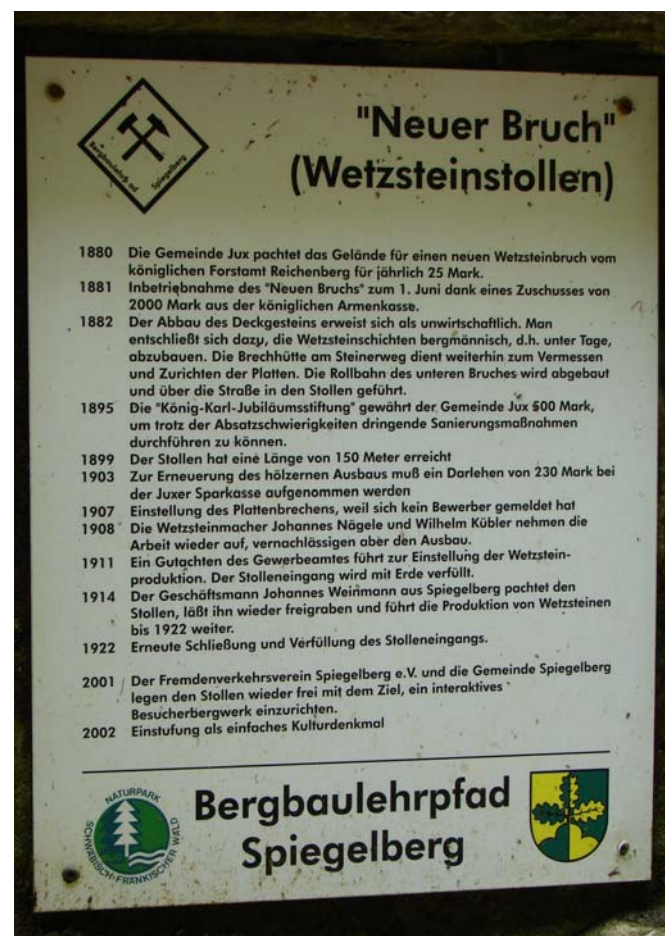 Bergbaulehrpfad Spiegelberg
"Neuer Bruch"
(Wetzsteinstollen)
1880 Die Gemeinde Jux pachtet das Gelände für einen neuen Wetzsteinbruch vom
königlichen Forstamt Reichenberg für jährlich 25 Mark.
1881 Inbetriebnahme des "Neuen Bruchs" zum 1. Juni dank eines Zuschusses von
2000 Mark aus der königlichen Armenkasse.
1882 Der Abbau des Deckgesteins erweist sich als unwirtschaftlich. Man
entschließt sich dazu, die Wetzsteinschichten bergmännisch, d.h. unter Tage,
abzubauen. Die Brechhütte am Steinerweg dient weiterhin zum Vermessen
und Zurichten der Platten. Die Rollbahn des unteren Bruches wird abgebaut
und über die Straße in den Stollen geführt.
1895 Die "König-Karl-Jubiläumsstiftung" gewährt der Gemeinde Jux 500 Mark,
um trotz der Absatzschwierigkeiten dringende Sanierungsmaßnahmen
durchführen zu können.
1899 Der Stollen hat eine Länge von 150 Meter erreicht
1903 Zur Erneuerung des hölzernen Ausbaus muß ein Darlehen von 230 Mark bei
der Juxer Sparkasse aufgenommen werden
1907 Einstellung des Plattenbrechens, weil sich kein Bewerber gemeldet hat
1908 Die Wetzsteinmacher Johannes Nägele und Wilhelm Kübler nehmen die
Arbeit wieder auf, vernachlässigen aber den Ausbau.
1911 Ein Gutachten des Gewerbeamtes führt zur Einstellung der Wetzstein-
produktion. Der Stolleneingang wird mit Erde verfüllt.
1914 Der Geschäftsmann Johannes Weinmann aus Spiegelberg pachtet den
Stollen, läßt ihn wieder freigraben und führt die Produktion von Wetzsteinen
bis 1922 weiter.
1922 Erneute Schließung und Verfüllung des Stolleneingangs.
2001 Der Fremdenverkehrsverein Spiegelberg e.V. und die Gemeinde Spiegelberg
legen den Stollen wieder frei mit dem Ziel, ein interaktives
Besucherbergwerk einzurichten.
2002 Einstufung als einfaches Kulturdenkmal
NATURPARK
SCHWÄBISCH-FRÄNKISCHER WALD
Bergbaulehrpfad
Spiegelberg